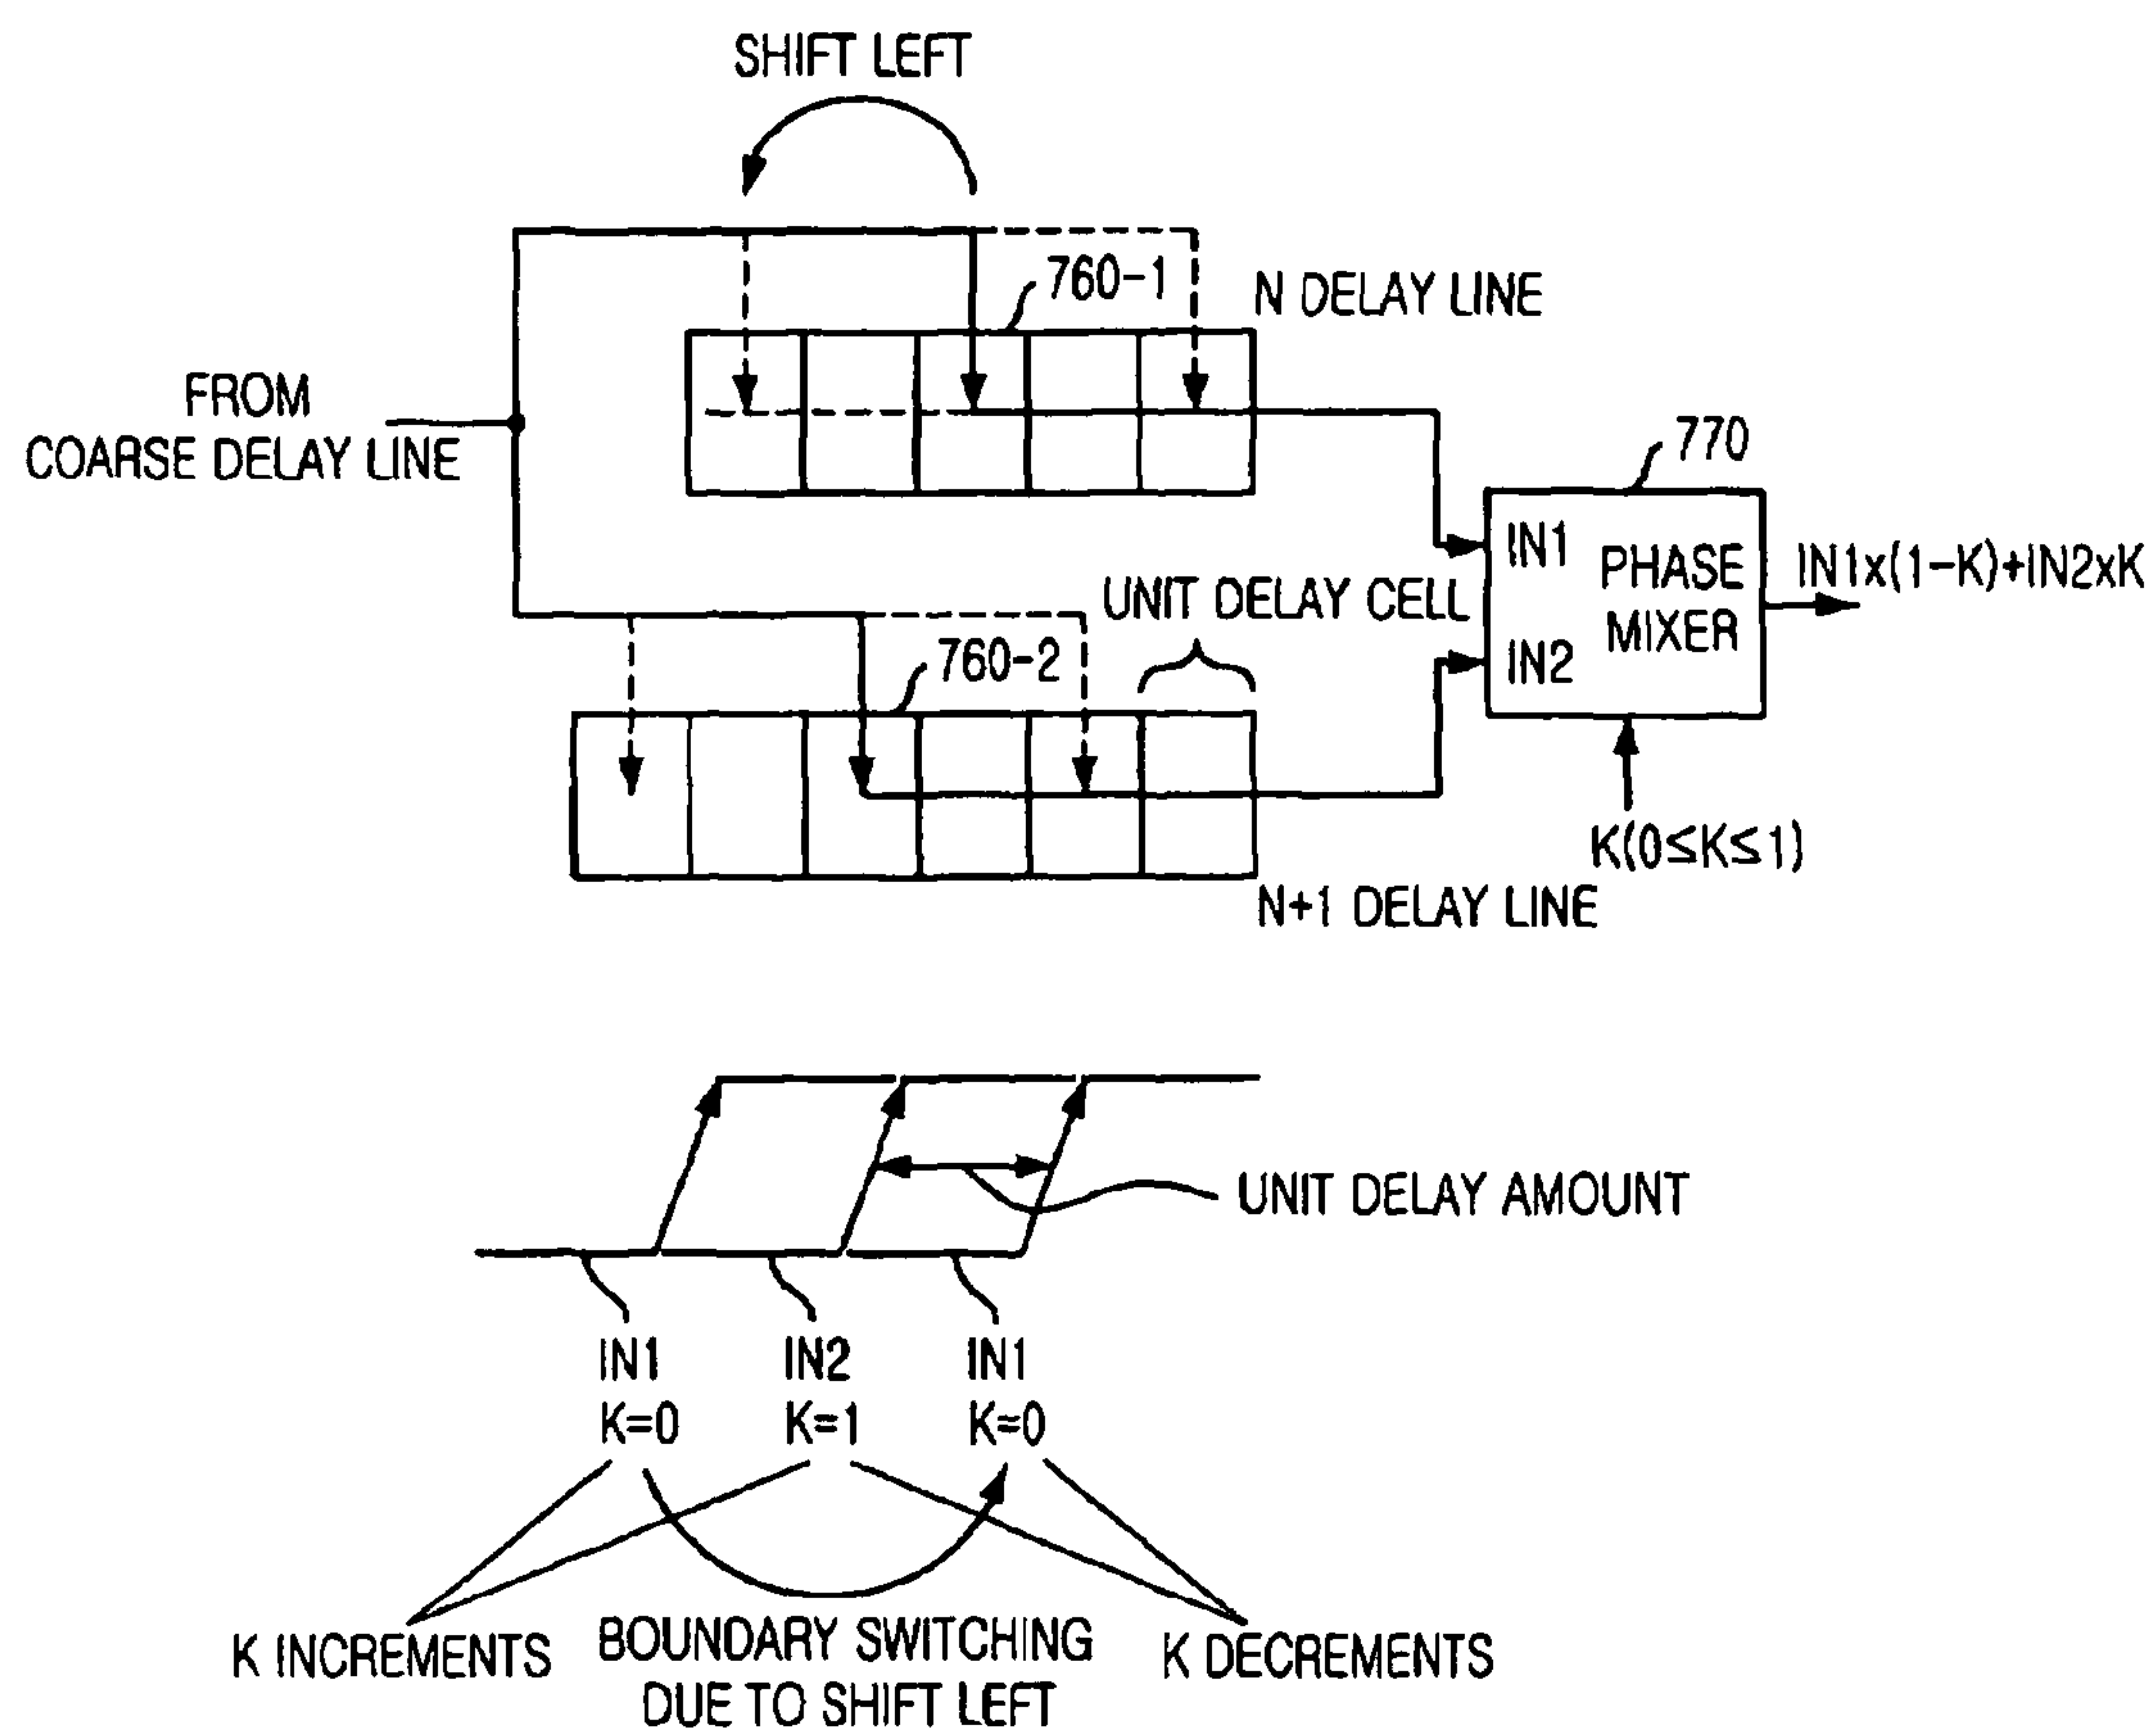 SHIFT LEFT
760-1
N DELAY LINE
FROM
COARSE DELAY LINE
770
IN1
PHASE
MIXER
IN2
IN1x(1-K)+IN2xK
UNIT DELAY CELL
760-2
K(0≤K≤1)
N+1 DELAY LINE
UNIT DELAY AMOUNT
IN1 IN2 IN1
K=0 K=1 K=0
K INCREMENTS
BOUNDARY SWITCHING
DUE TO SHIFT LEFT
K DECREMENTS